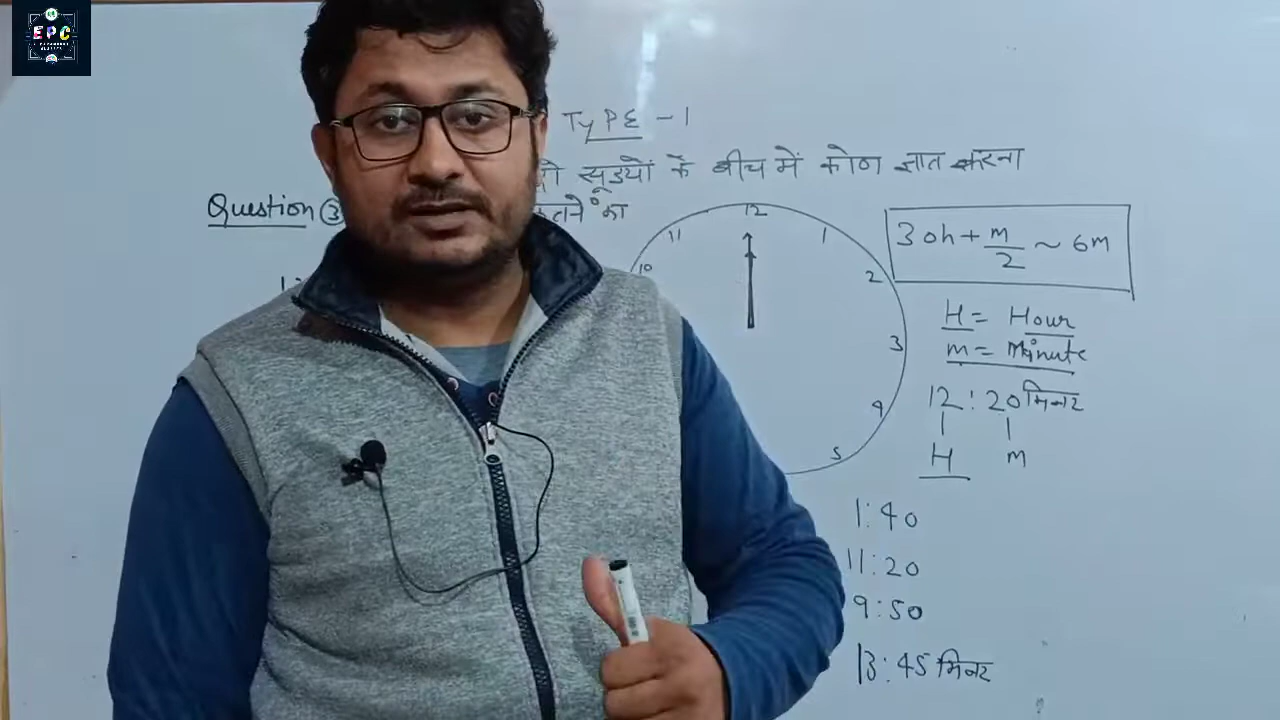 EPC
TyPE - 1
सूइयों के बीच में कोण ज्ञात करना
Question ③
का
12
11
1
10
2
3
4
5
30h + m/2 ~ 6m
H = Hour
m = Minute
12 : 20 मिनट
H m
1 : 40
11 : 20
9 : 50
13 : 45 मिनट